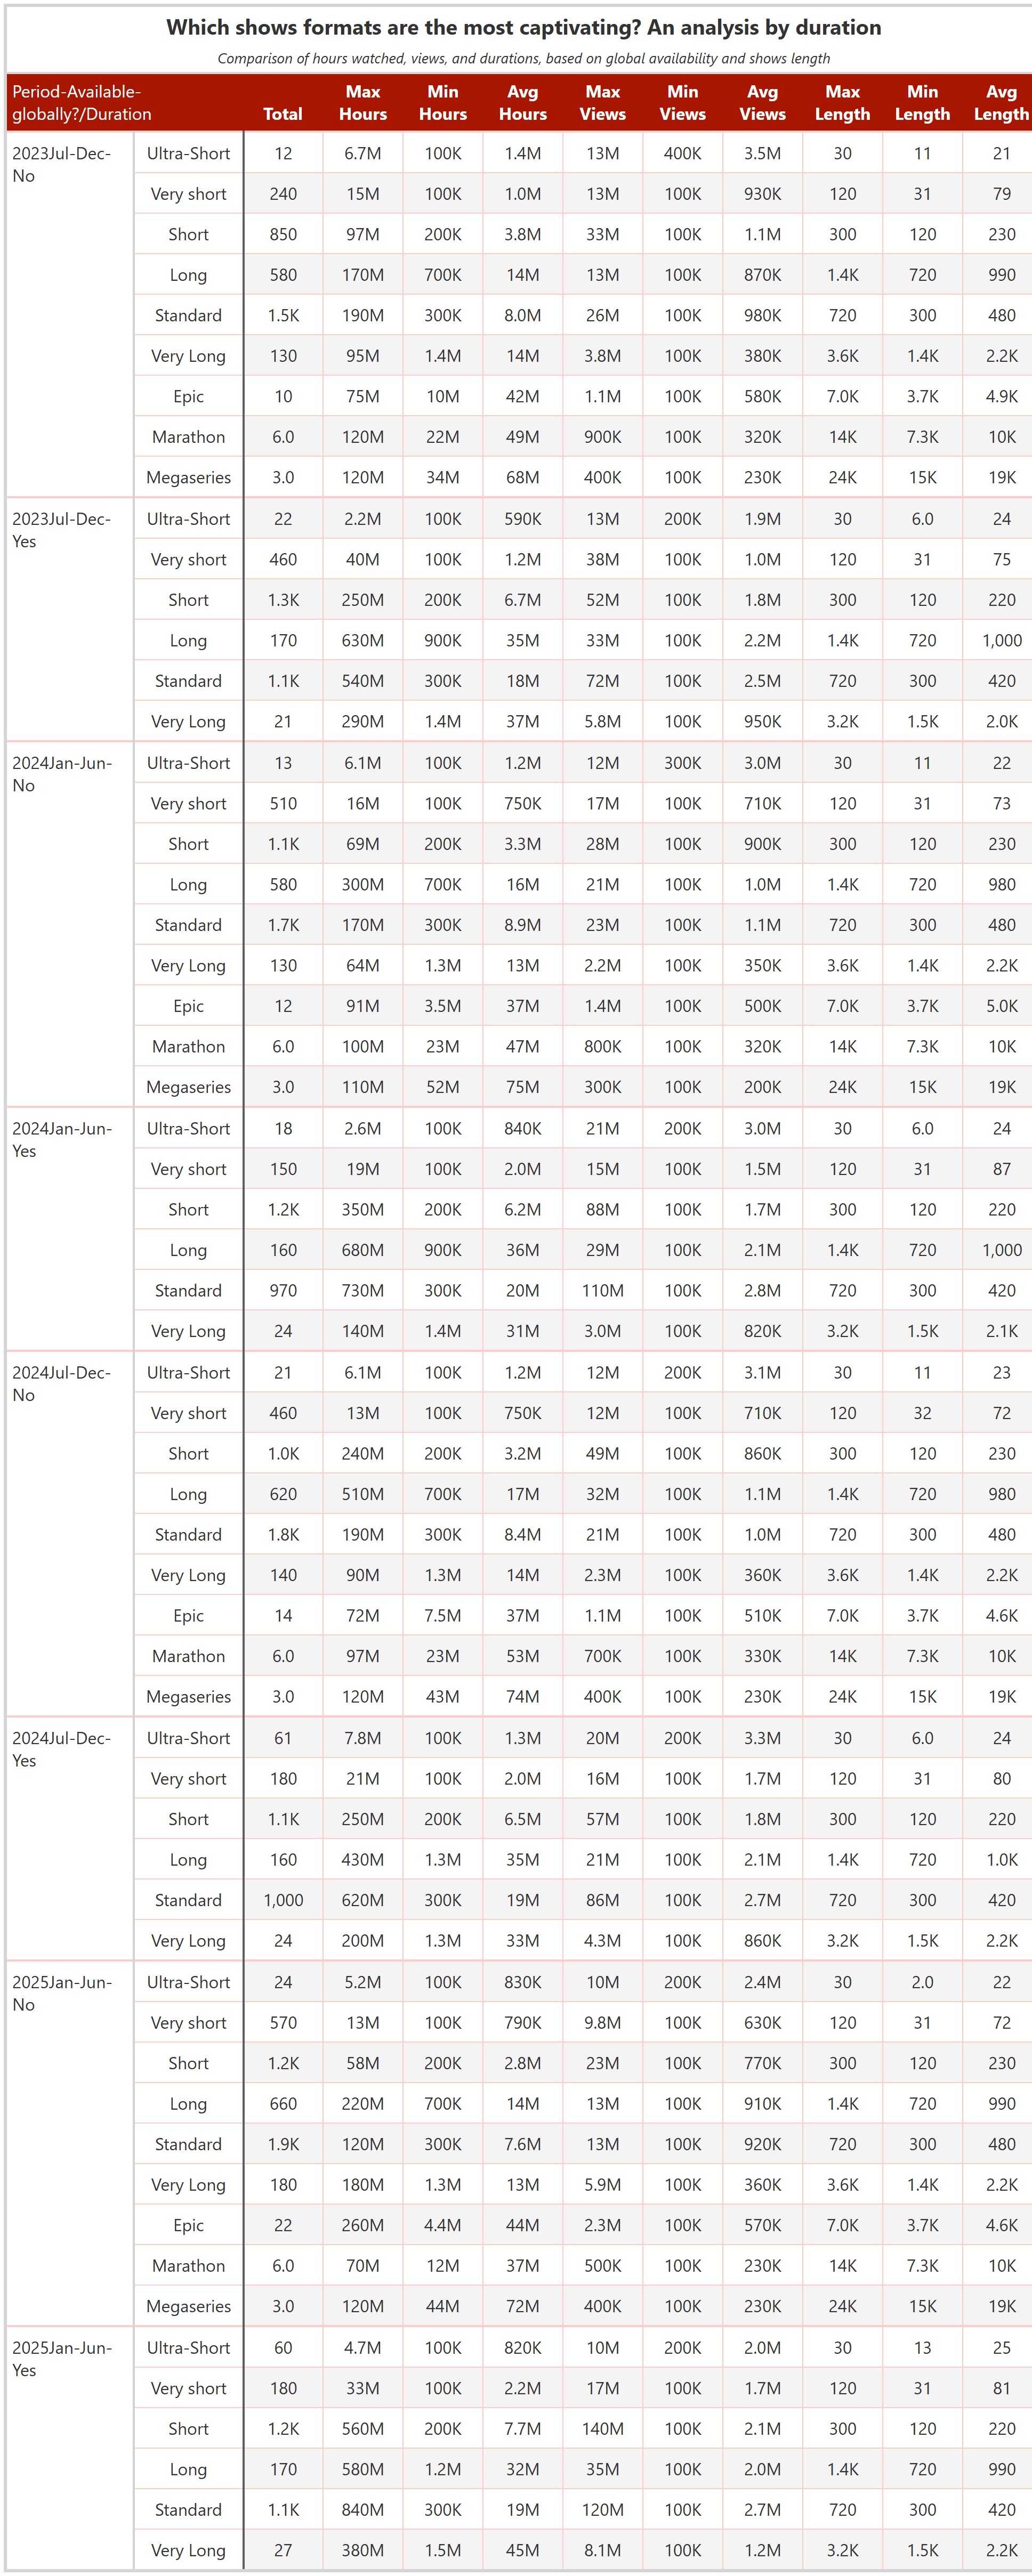 Which shows formats are the most captivating? An analysis by duration
Comparison of hours watched, views, and durations, based on global availability and shows length
Period-Available-globally?/Duration Total Max Hours Min Hours Avg Hours Max Views Min Views Avg Views Max Length Min Length Avg Length
2023Jul-Dec-No
Ultra-Short 12 6.7M 100K 1.4M 13M 400K 3.5M 30 11 21
Very short 240 15M 100K 1.0M 13M 100K 930K 120 31 79
Short 850 97M 200K 3.8M 33M 100K 1.1M 300 120 230
Long 580 170M 700K 14M 13M 100K 870K 1.4K 720 990
Standard 1.5K 190M 300K 8.0M 26M 100K 980K 720 300 480
Very Long 130 95M 1.4M 14M 3.8M 100K 380K 3.6K 1.4K 2.2K
Epic 10 75M 10M 42M 1.1M 100K 580K 7.0K 3.7K 4.9K
Marathon 6.0 120M 22M 49M 900K 100K 320K 14K 7.3K 10K
Megaseries 3.0 120M 34M 68M 400K 100K 230K 24K 15K 19K
2023Jul-Dec-Yes
Ultra-Short 22 2.2M 100K 590K 13M 200K 1.9M 30 6.0 24
Very short 460 40M 100K 1.2M 38M 100K 1.0M 120 31 75
Short 1.3K 250M 200K 6.7M 52M 100K 1.8M 300 120 220
Long 170 630M 900K 35M 33M 100K 2.2M 1.4K 720 1,000
Standard 1.1K 540M 300K 18M 72M 100K 2.5M 720 300 420
Very Long 21 290M 1.4M 37M 5.8M 100K 950K 3.2K 1.5K 2.0K
2024Jan-Jun-No
Ultra-Short 13 6.1M 100K 1.2M 12M 300K 3.0M 30 11 22
Very short 510 16M 100K 750K 17M 100K 710K 120 31 73
Short 1.1K 69M 200K 3.3M 28M 100K 900K 300 120 230
Long 580 300M 700K 16M 21M 100K 1.0M 1.4K 720 980
Standard 1.7K 170M 300K 8.9M 23M 100K 1.1M 720 300 480
Very Long 130 64M 1.3M 13M 2.2M 100K 350K 3.6K 1.4K 2.2K
Epic 12 91M 3.5M 37M 1.4M 100K 500K 7.0K 3.7K 5.0K
Marathon 6.0 100M 23M 47M 800K 100K 320K 14K 7.3K 10K
Megaseries 3.0 110M 52M 75M 300K 100K 200K 24K 15K 19K
2024Jan-Jun-Yes
Ultra-Short 18 2.6M 100K 840K 21M 200K 3.0M 30 6.0 24
Very short 150 19M 100K 2.0M 15M 100K 1.5M 120 31 87
Short 1.2K 350M 200K 6.2M 88M 100K 1.7M 300 120 220
Long 160 680M 900K 36M 29M 100K 2.1M 1.4K 720 1,000
Standard 970 730M 300K 20M 110M 100K 2.8M 720 300 420
Very Long 24 140M 1.4M 31M 3.0M 100K 820K 3.2K 1.5K 2.1K
2024Jul-Dec-No
Ultra-Short 21 6.1M 100K 1.2M 12M 200K 3.1M 30 11 23
Very short 460 13M 100K 750K 12M 100K 710K 120 32 72
Short 1.0K 240M 200K 3.2M 49M 100K 860K 300 120 230
Long 620 510M 700K 17M 32M 100K 1.1M 1.4K 720 980
Standard 1.8K 190M 300K 8.4M 21M 100K 1.0M 720 300 480
Very Long 140 90M 1.3M 14M 2.3M 100K 360K 3.6K 1.4K 2.2K
Epic 14 72M 7.5M 37M 1.1M 100K 510K 7.0K 3.7K 4.6K
Marathon 6.0 97M 23M 53M 700K 100K 330K 14K 7.3K 10K
Megaseries 3.0 120M 43M 74M 400K 100K 230K 24K 15K 19K
2024Jul-Dec-Yes
Ultra-Short 61 7.8M 100K 1.3M 20M 200K 3.3M 30 6.0 24
Very short 180 21M 100K 2.0M 16M 100K 1.7M 120 31 80
Short 1.1K 250M 200K 6.5M 57M 100K 1.8M 300 120 220
Long 160 430M 1.3M 35M 21M 100K 2.1M 1.4K 720 1.0K
Standard 1,000 620M 300K 19M 86M 100K 2.7M 720 300 420
Very Long 24 200M 1.3M 33M 4.3M 100K 860K 3.2K 1.5K 2.2K
2025Jan-Jun-No
Ultra-Short 24 5.2M 100K 830K 10M 200K 2.4M 30 2.0 22
Very short 570 13M 100K 790K 9.8M 100K 630K 120 31 72
Short 1.2K 58M 200K 2.8M 23M 100K 770K 300 120 230
Long 660 220M 700K 14M 13M 100K 910K 1.4K 720 990
Standard 1.9K 120M 300K 7.6M 13M 100K 920K 720 300 480
Very Long 180 180M 1.3M 13M 5.9M 100K 360K 3.6K 1.4K 2.2K
Epic 22 260M 4.4M 44M 2.3M 100K 570K 7.0K 3.7K 4.6K
Marathon 6.0 70M 12M 37M 500K 100K 230K 14K 7.3K 10K
Megaseries 3.0 120M 44M 72M 400K 100K 230K 24K 15K 19K
2025Jan-Jun-Yes
Ultra-Short 60 4.7M 100K 820K 10M 200K 2.0M 30 13 25
Very short 180 33M 100K 2.2M 17M 100K 1.7M 120 31 81
Short 1.2K 560M 200K 7.7M 140M 100K 2.1M 300 120 220
Long 170 580M 1.2M 32M 35M 100K 2.0M 1.4K 720 990
Standard 1.1K 840M 300K 19M 120M 100K 2.7M 720 300 420
Very Long 27 380M 1.5M 45M 8.1M 100K 1.2M 3.2K 1.5K 2.2K